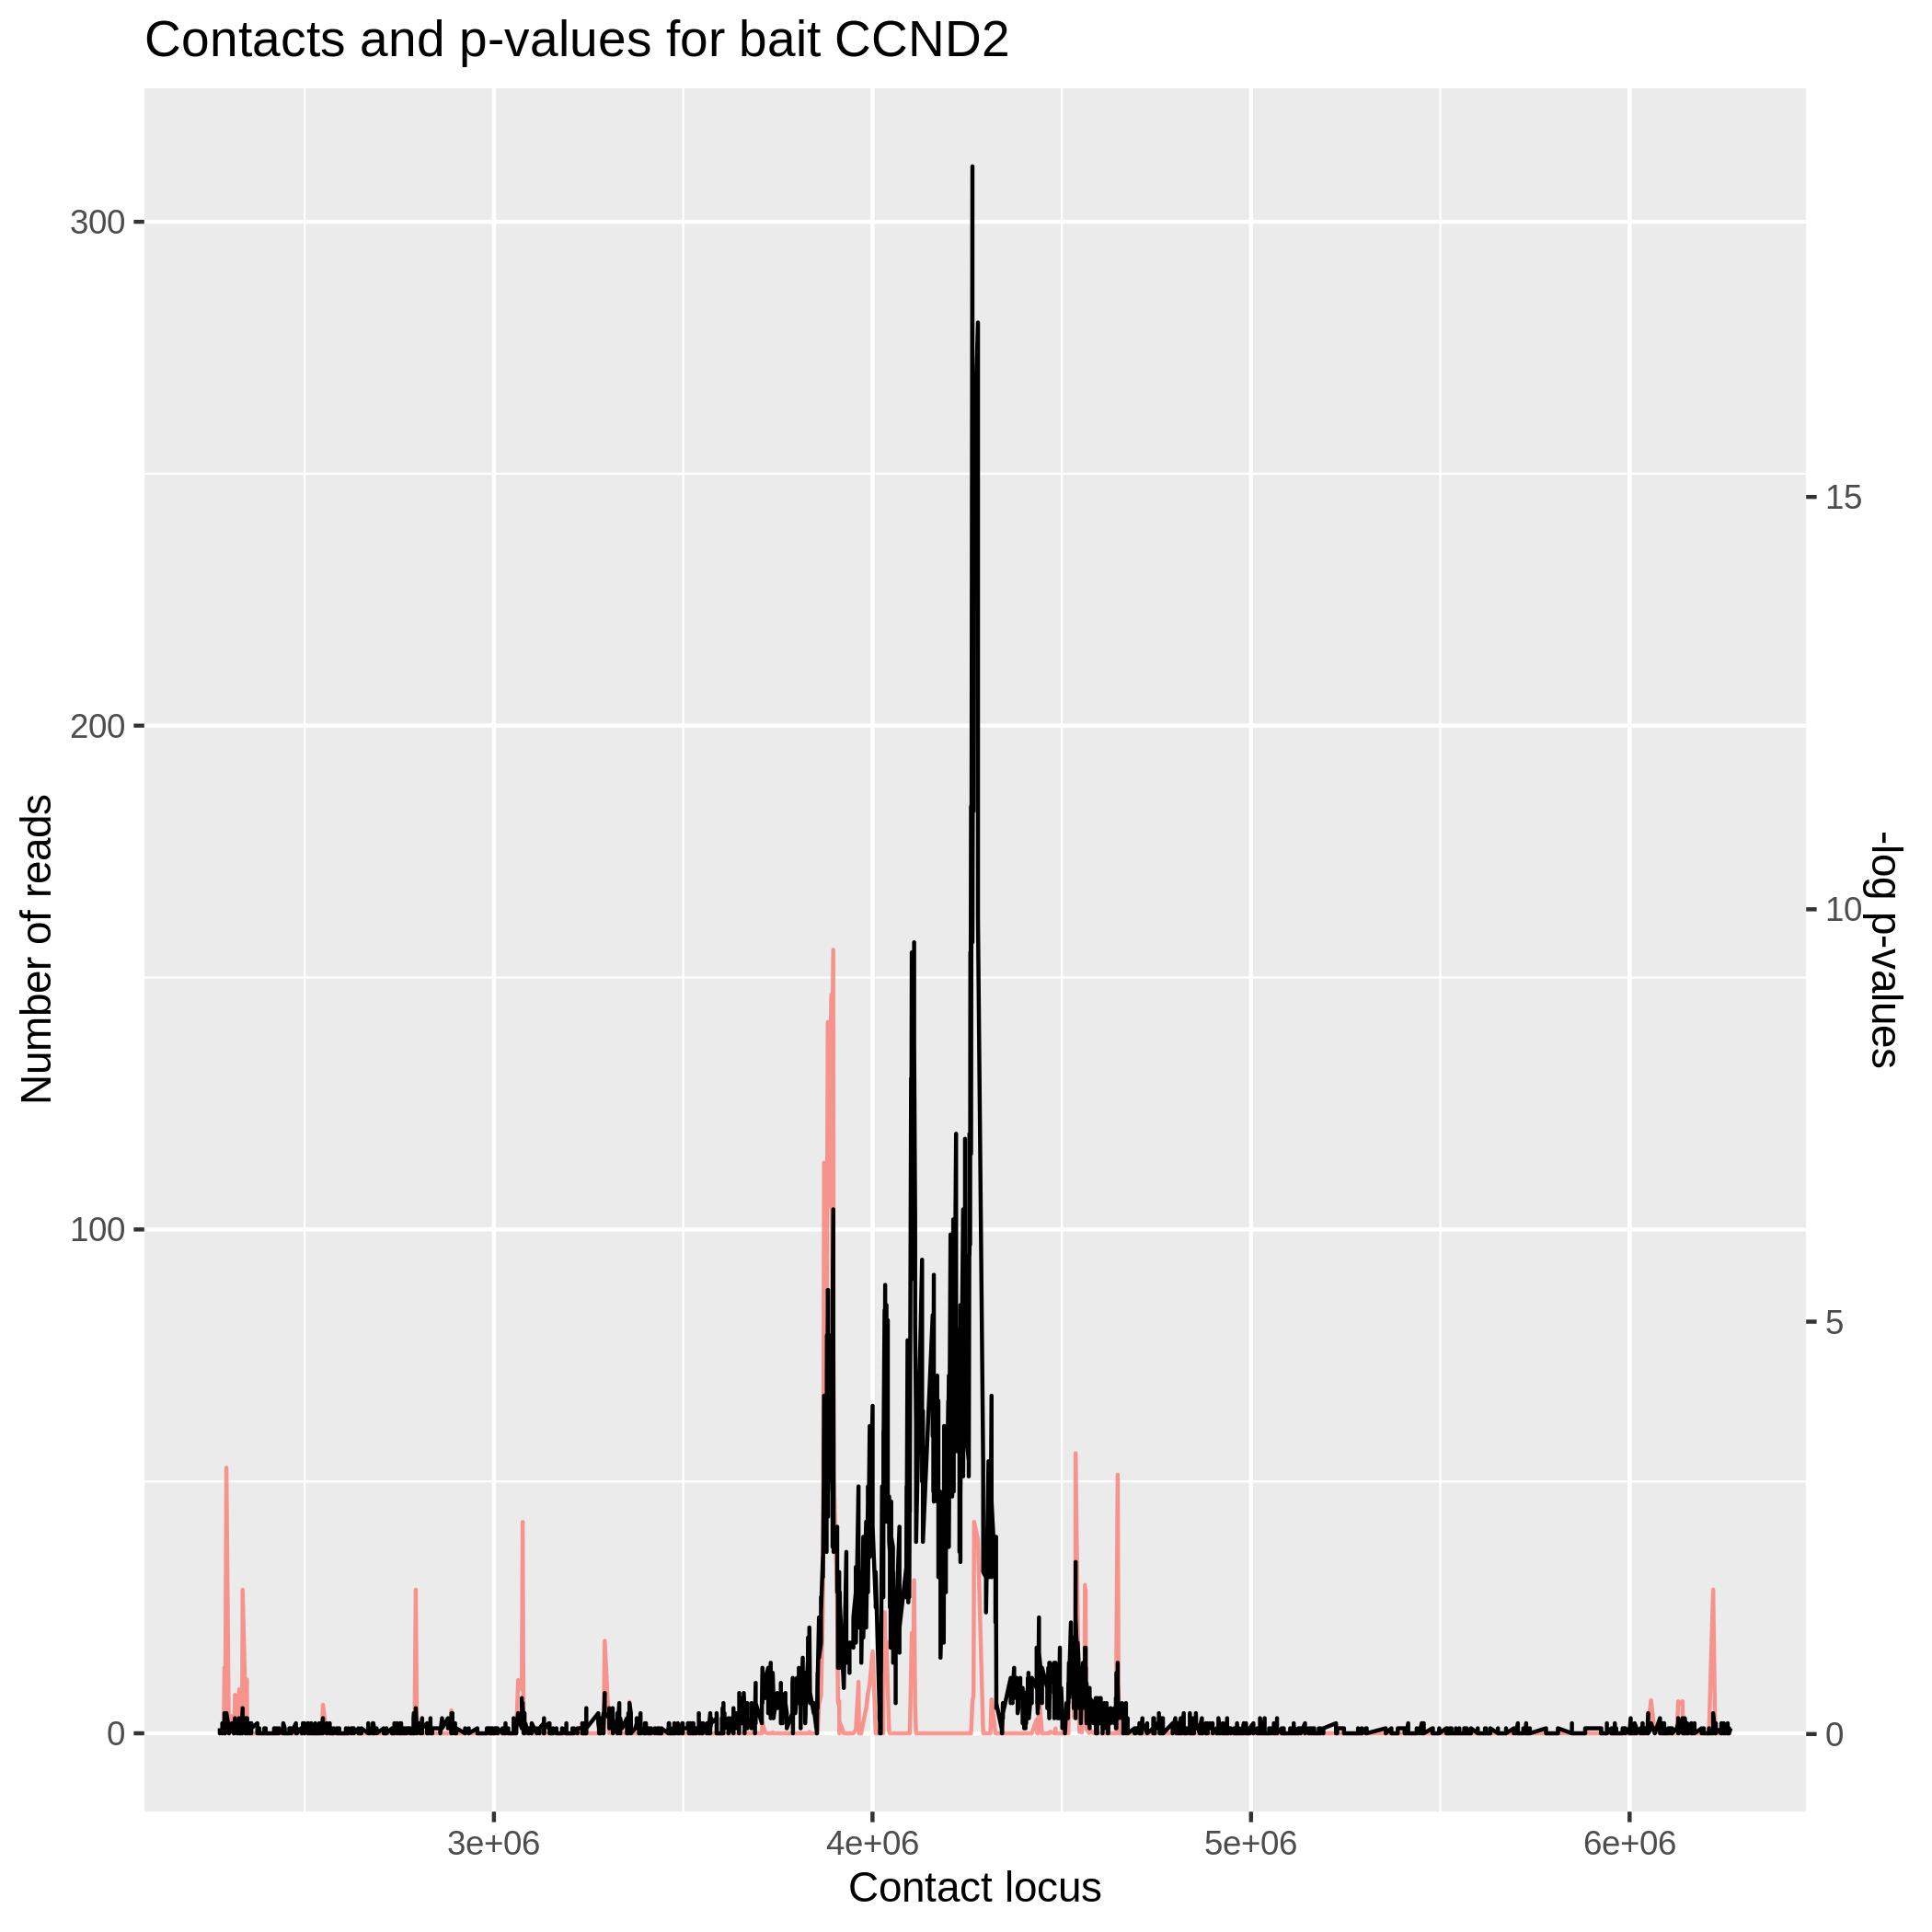 Contacts and p-values for bait CCND2
300
200
100
0
Number of reads
15
10
5
0
-log p-values
3e+06 4e+06 5e+06 6e+06
Contact locus